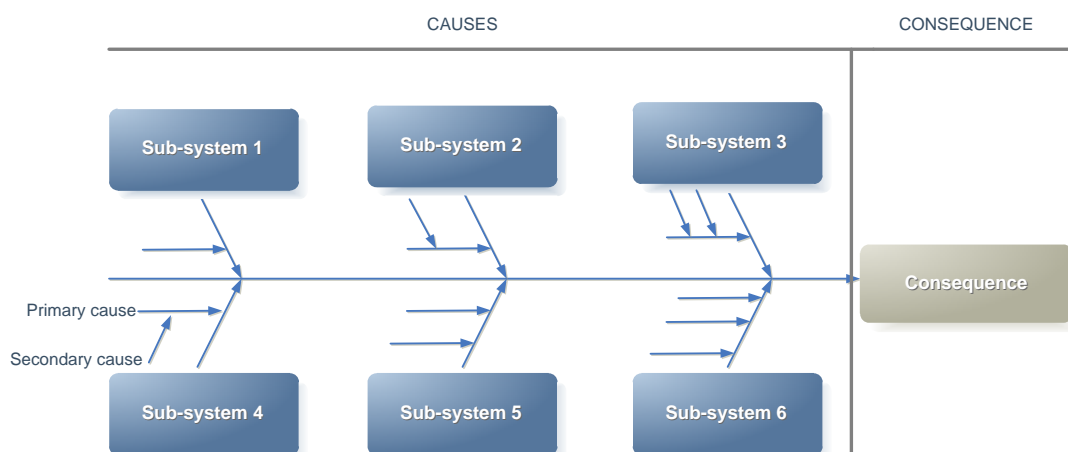 CAUSES
CONSEQUENCE
Sub-system 1
Sub-system 2
Sub-system 3
Consequence
Primary cause
Secondary cause
Sub-system 4
Sub-system 5
Sub-system 6